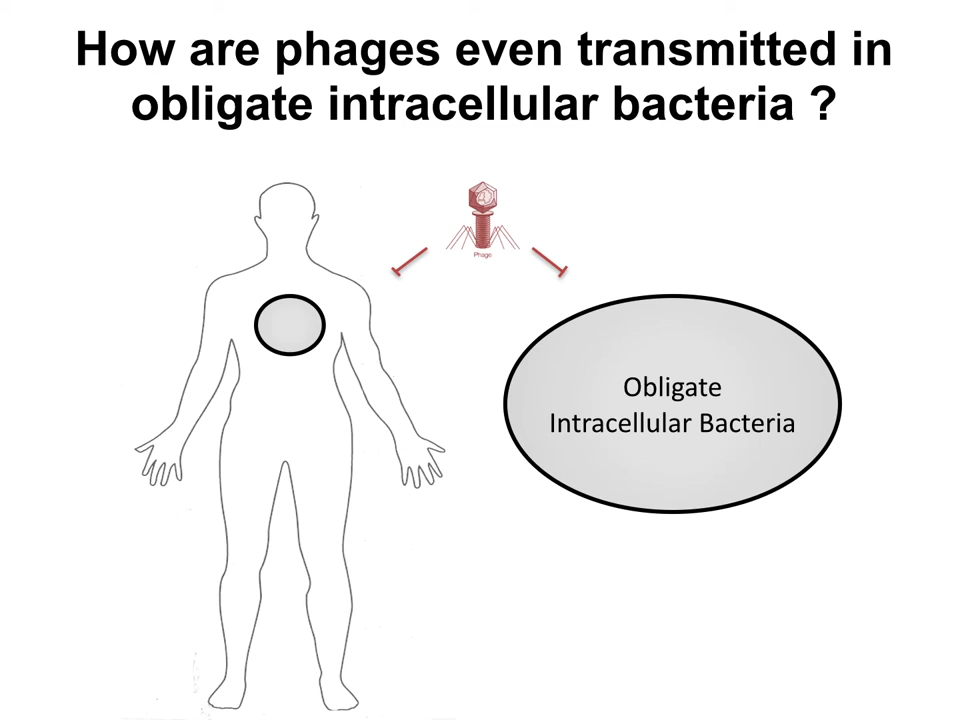 How are phages even transmitted in
obligate intracellular bacteria ?
Phage
Obligate
Intracellular Bacteria